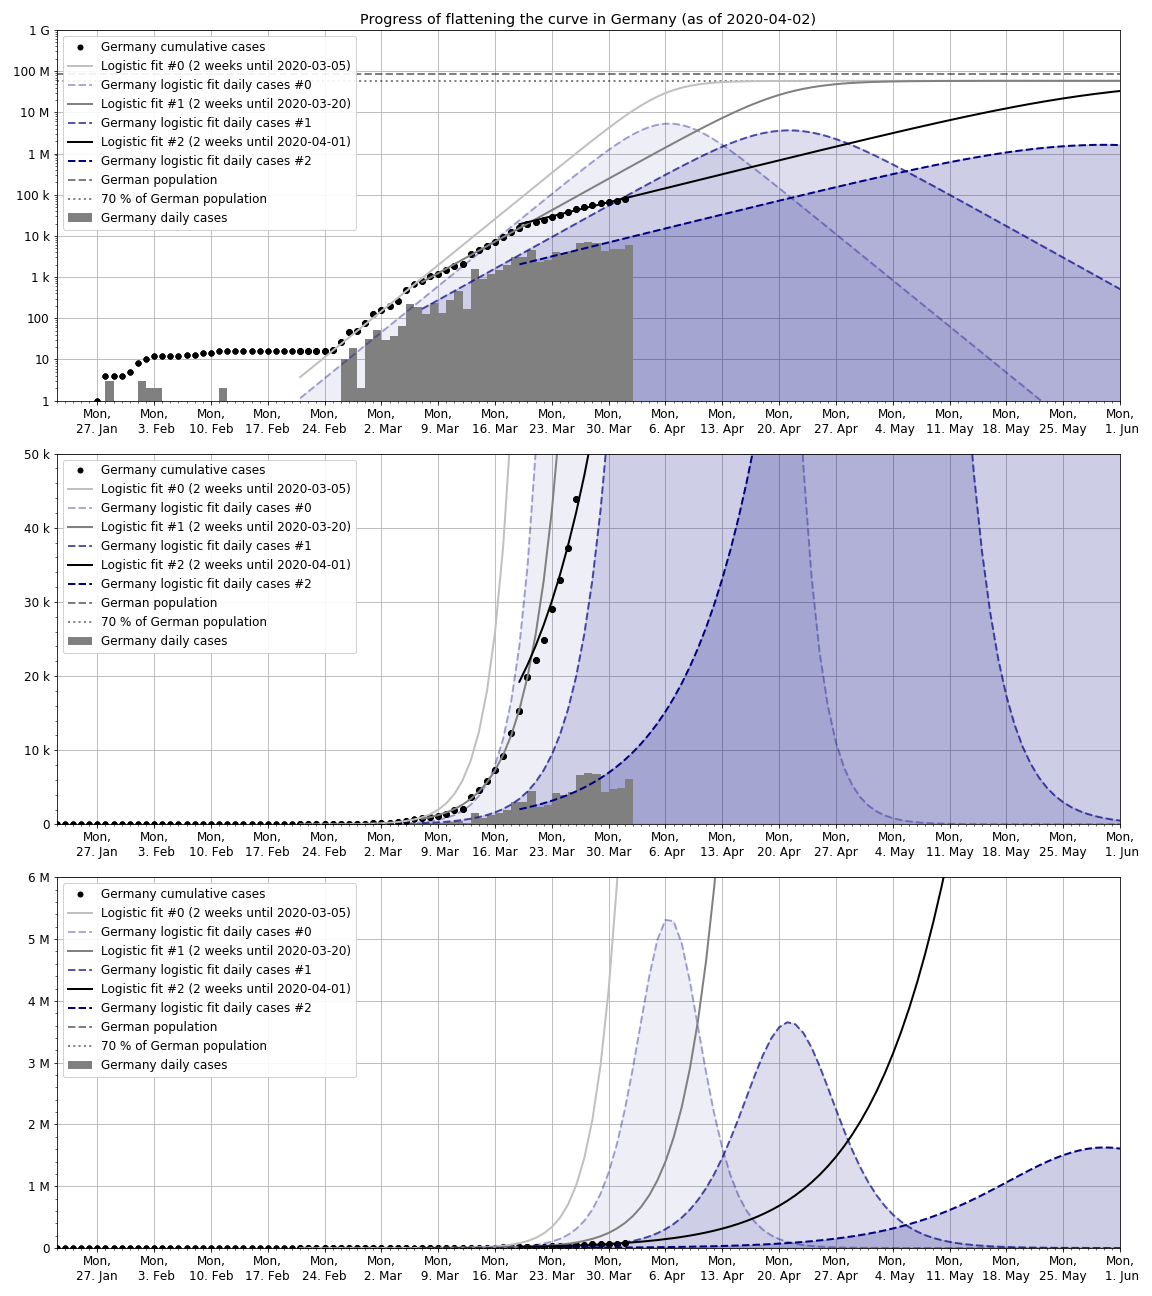 Progress of flattening the curve in Germany (as of 2020-04-02)
1 G
100 M
10 M
1 M
100 k
10 k
1 k
100
10
1
Germany cumulative cases
Logistic fit #0 (2 weeks until 2020-03-05)
Germany logistic fit daily cases #0
Logistic fit #1 (2 weeks until 2020-03-20)
Germany logistic fit daily cases #1
Logistic fit #2 (2 weeks until 2020-04-01)
Germany logistic fit daily cases #2
German population
70 % of German population
Germany daily cases
Mon, Mon, Mon, Mon, Mon, Mon, Mon, Mon, Mon, Mon, Mon, Mon, Mon, Mon, Mon, Mon, Mon, Mon, Mon,
27. Jan 3. Feb 10. Feb 17. Feb 24. Feb 2. Mar 9. Mar 16. Mar 23. Mar 30. Mar 6. Apr 13. Apr 20. Apr 27. Apr 4. May 11. May 18. May 25. May 1. Jun
50 k
40 k
30 k
20 k
10 k
0
Germany cumulative cases
Logistic fit #0 (2 weeks until 2020-03-05)
Germany logistic fit daily cases #0
Logistic fit #1 (2 weeks until 2020-03-20)
Germany logistic fit daily cases #1
Logistic fit #2 (2 weeks until 2020-04-01)
Germany logistic fit daily cases #2
German population
70 % of German population
Germany daily cases
Mon, Mon, Mon, Mon, Mon, Mon, Mon, Mon, Mon, Mon, Mon, Mon, Mon, Mon, Mon, Mon, Mon, Mon, Mon,
27. Jan 3. Feb 10. Feb 17. Feb 24. Feb 2. Mar 9. Mar 16. Mar 23. Mar 30. Mar 6. Apr 13. Apr 20. Apr 27. Apr 4. May 11. May 18. May 25. May 1. Jun
6 M
5 M
4 M
3 M
2 M
1 M
0
Germany cumulative cases
Logistic fit #0 (2 weeks until 2020-03-05)
Germany logistic fit daily cases #0
Logistic fit #1 (2 weeks until 2020-03-20)
Germany logistic fit daily cases #1
Logistic fit #2 (2 weeks until 2020-04-01)
Germany logistic fit daily cases #2
German population
70 % of German population
Germany daily cases
Mon, Mon, Mon, Mon, Mon, Mon, Mon, Mon, Mon, Mon, Mon, Mon, Mon, Mon, Mon, Mon, Mon, Mon, Mon,
27. Jan 3. Feb 10. Feb 17. Feb 24. Feb 2. Mar 9. Mar 16. Mar 23. Mar 30. Mar 6. Apr 13. Apr 20. Apr 27. Apr 4. May 11. May 18. May 25. May 1. Jun